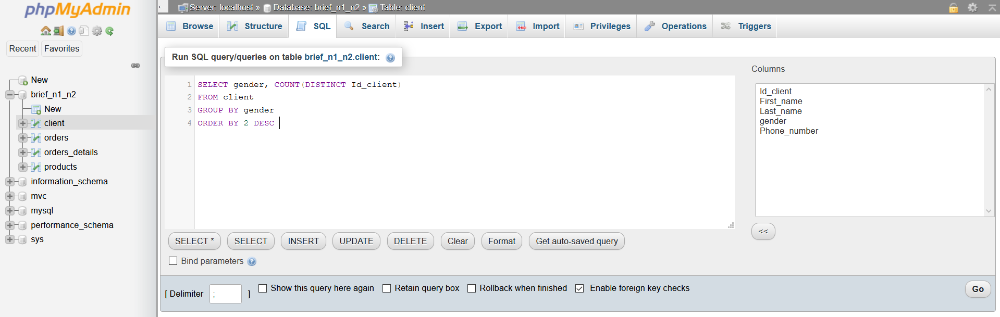 phpMyAdmin
Recent Favorites
New
brief_n1_n2
New
client
orders
orders_details
products
information_schema
mvc
mysql
performance_schema
sys
Server: localhost » Database: brief_n1_n2 » Table: client
Browse Structure SQL Search Insert Export Import Privileges Operations Triggers
Run SQL query/queries on table brief_n1_n2.client:
1 SELECT gender, COUNT(DISTINCT Id_client)
2 FROM client
3 GROUP BY gender
4 ORDER BY 2 DESC
Columns
Id_client
First_name
Last_name
gender
Phone_number
<<
SELECT * SELECT INSERT UPDATE DELETE Clear Format Get auto-saved query
Bind parameters
[ Delimiter ; ] Show this query here again Retain query box Rollback when finished Enable foreign key checks
Go